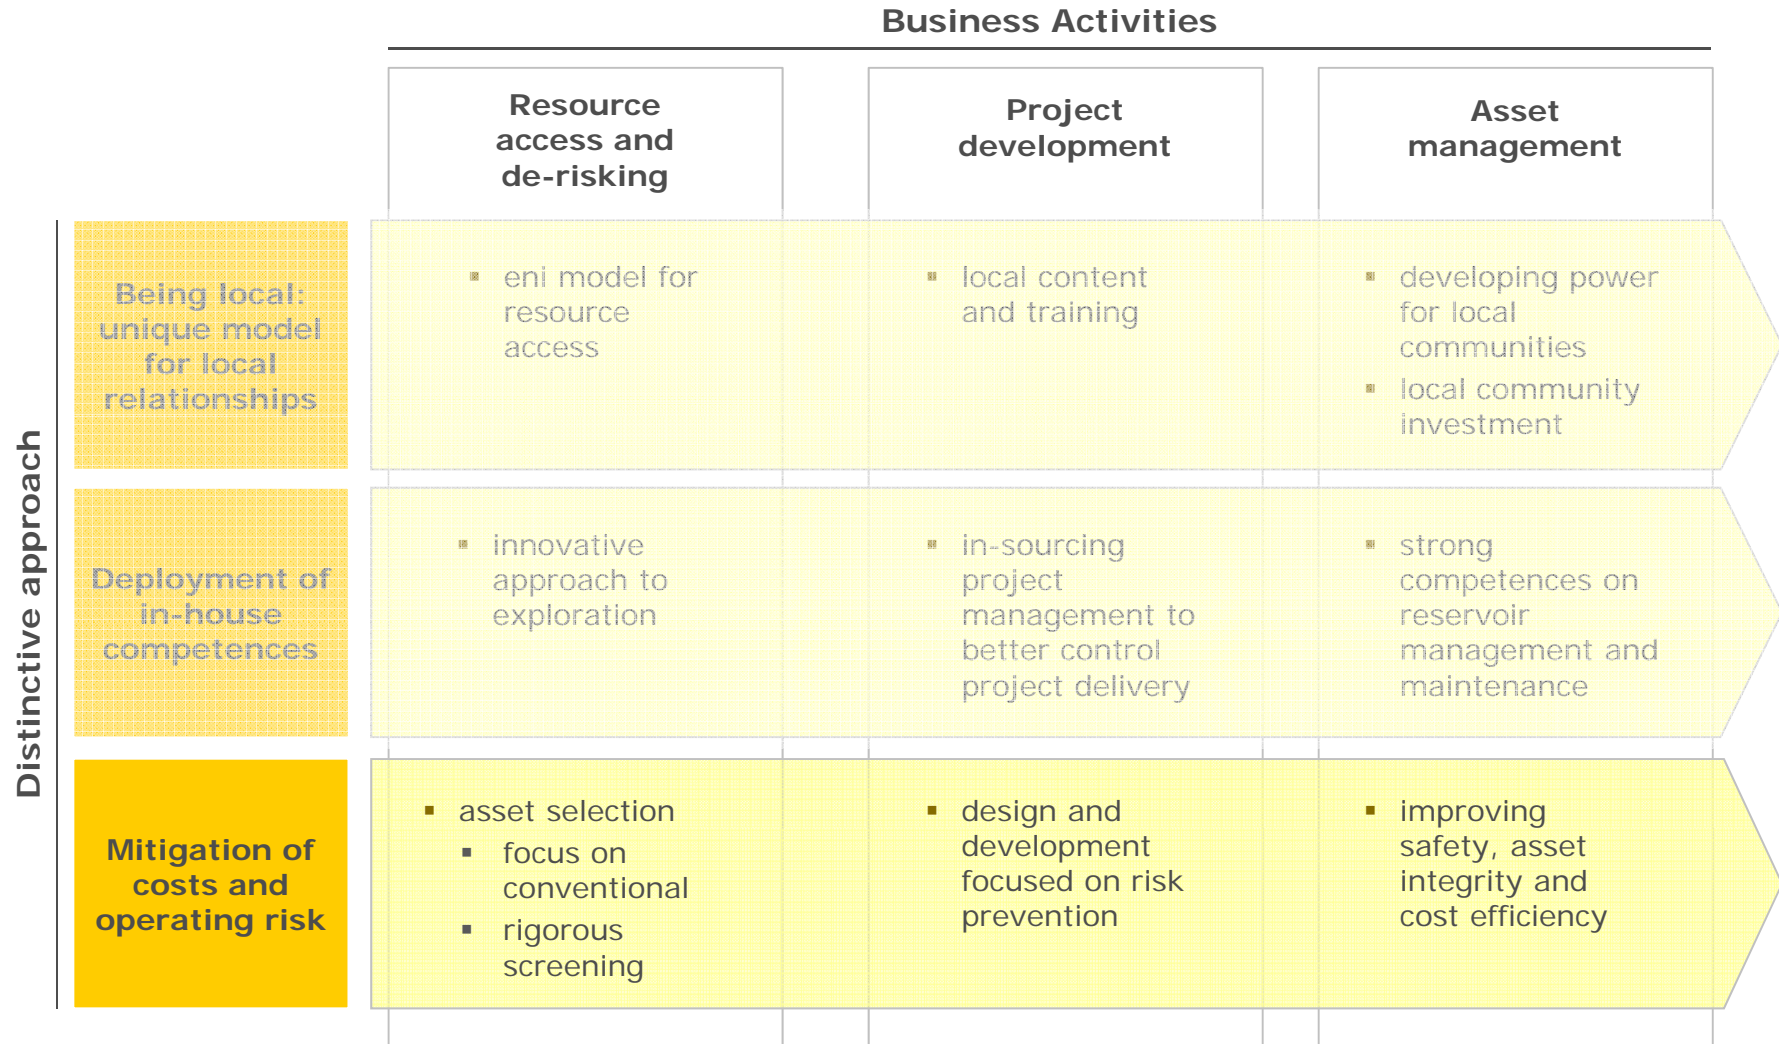 Business Activities
Resource
access and
de-risking
Project
development
Asset
management
Distinctive approach
Being local:
unique model
for local
relationships
▪ eni model for
resource
access
▪ local content
and training
▪ developing power
for local
communities
▪ local community
investment
Deployment of
in-house
competences
▪ innovative
approach to
exploration
▪ in-sourcing
project
management to
better control
project delivery
▪ strong
competences on
reservoir
management and
maintenance
Mitigation of
costs and
operating risk
▪ asset selection
▪ focus on
conventional
▪ rigorous
screening
▪ design and
development
focused on risk
prevention
▪ improving
safety, asset
integrity and
cost efficiency